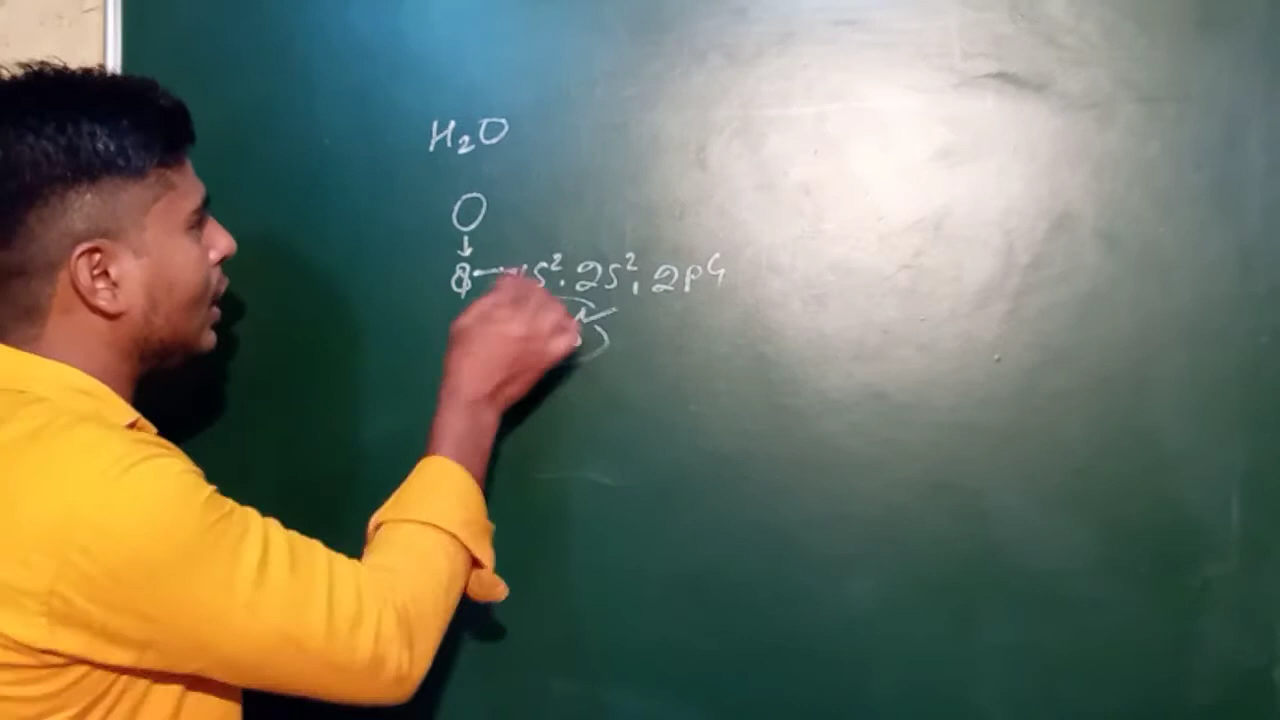 H₂O
O
↓
8 — 1s². 2s², 2p⁴